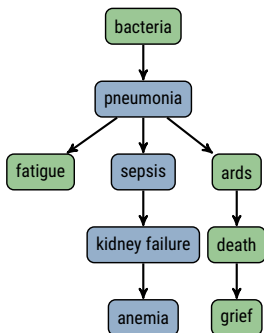 bacteria
pneumonia
fatigue
sepsis
ards
kidney failure
death
anemia
grief